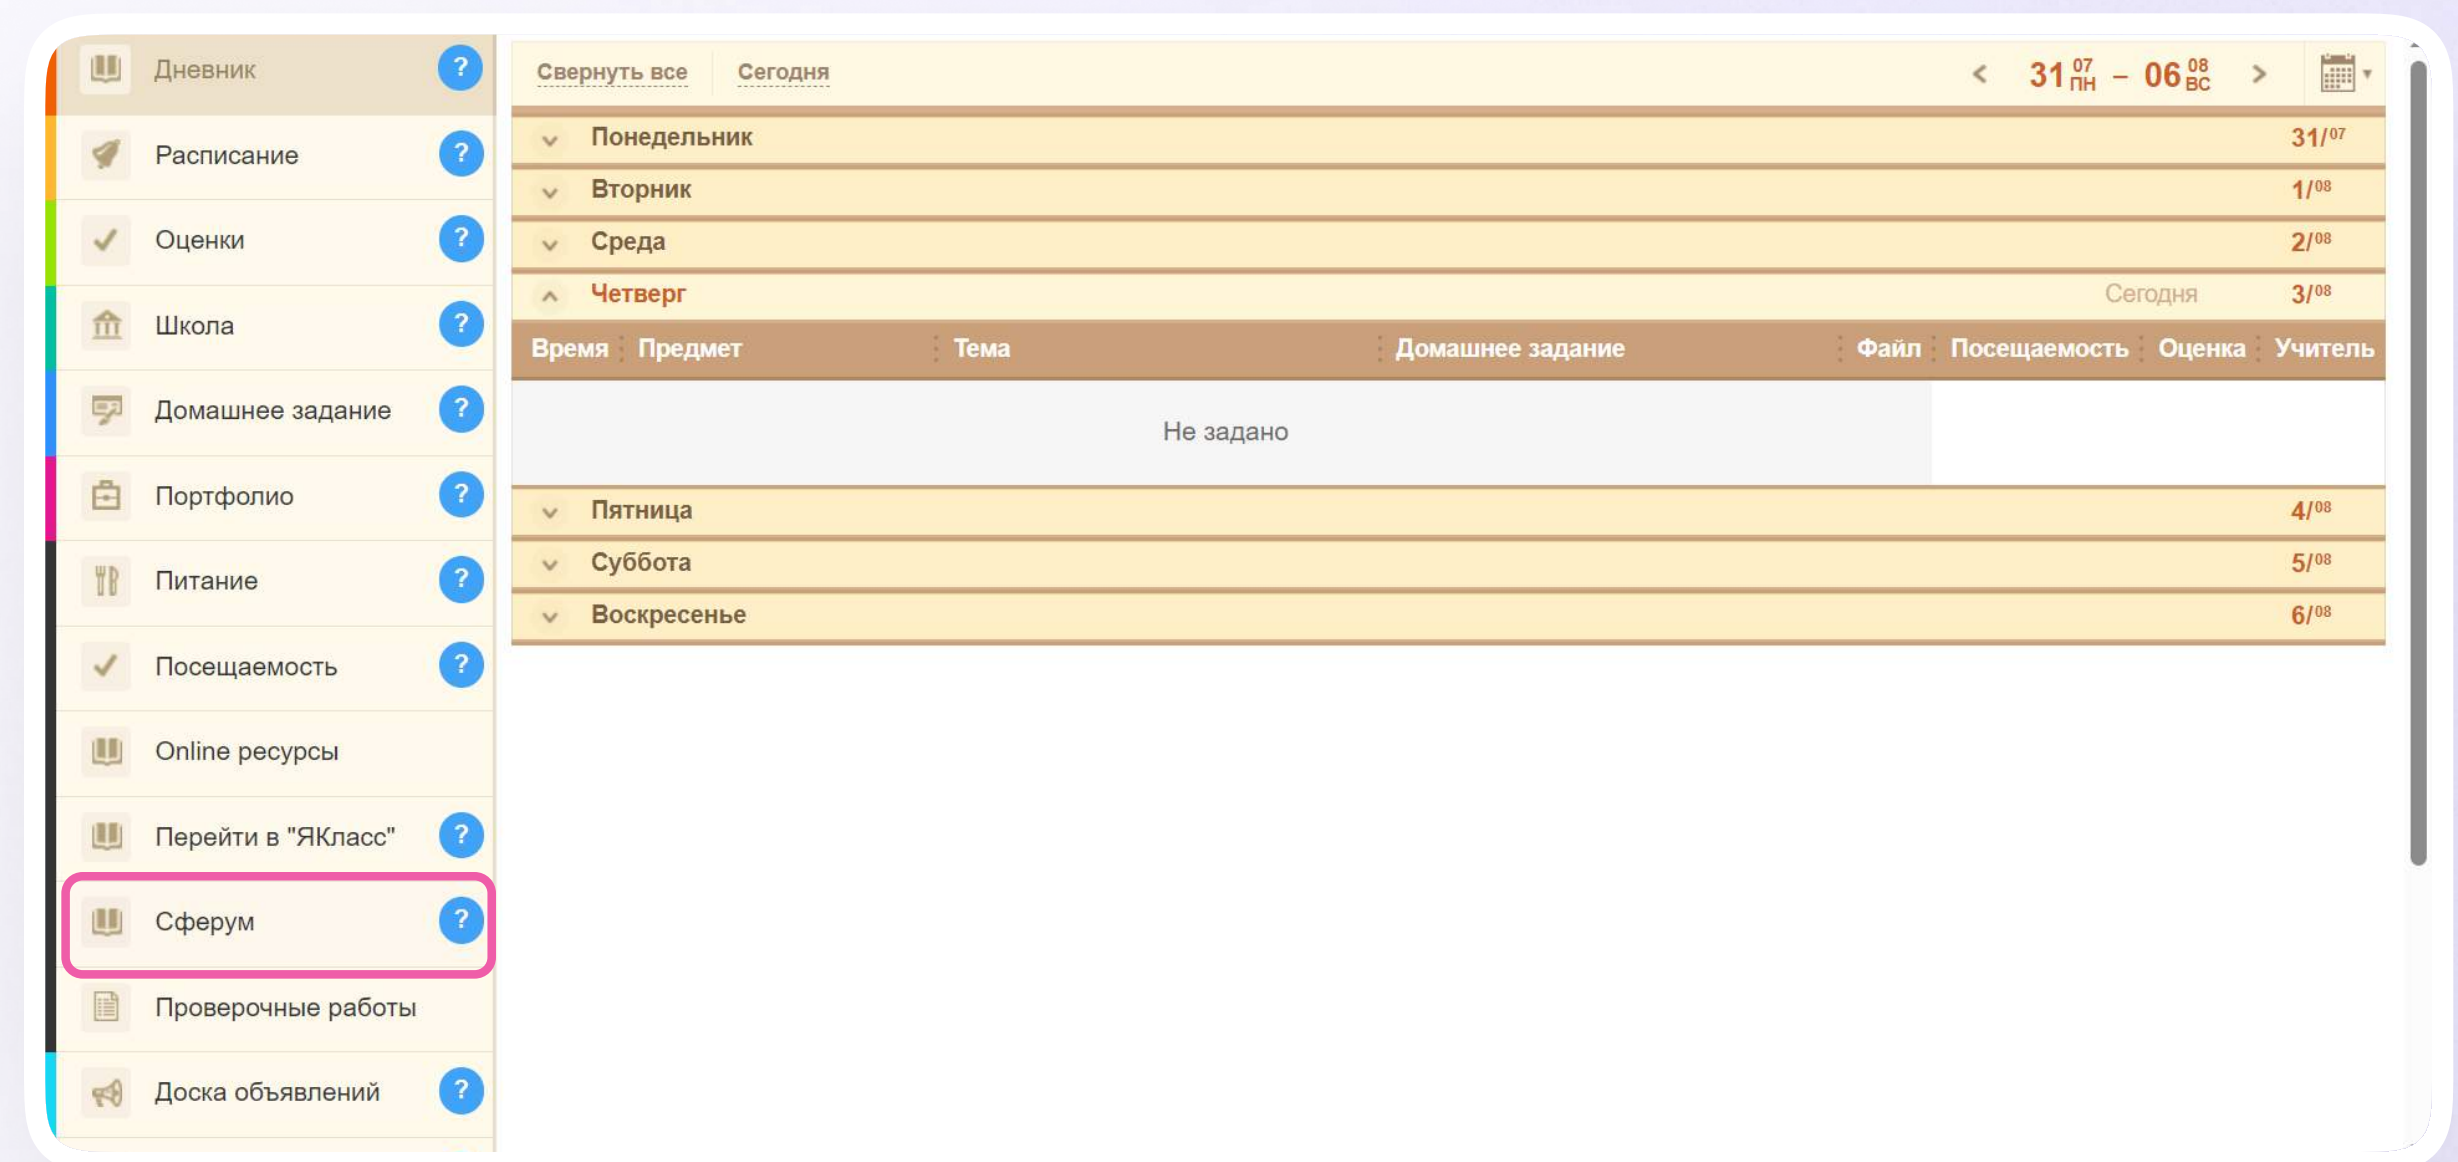 Дневник ?
Расписание ?
Оценки ?
Школа ?
Домашнее задание ?
Портфолио ?
Питание ?
Посещаемость ?
Online ресурсы
Перейти в "ЯКласс" ?
Сферум ?
Проверочные работы
Доска объявлений ?
Свернуть все Сегодня < 31 07 ПН – 06 08 ВС >
Понедельник 31/07
Вторник 1/08
Среда 2/08
Четверг Сегодня 3/08
Время Предмет Тема Домашнее задание Файл Посещаемость Оценка Учитель
Не задано
Пятница 4/08
Суббота 5/08
Воскресенье 6/08